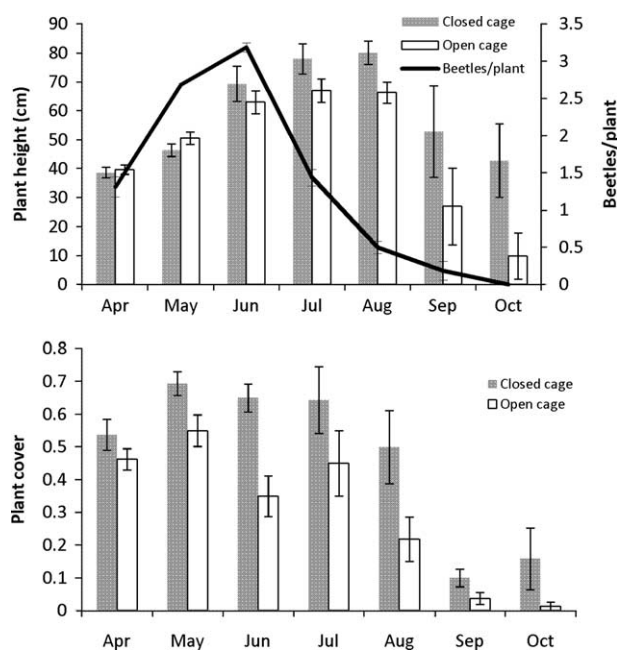 Plant height (cm)
90
80
70
60
50
40
30
20
10
0
Closed cage
Open cage
Beetles/plant
3.5
3
2.5
2
1.5
1
0.5
0
Beetles/plant
Apr May Jun Jul Aug Sep Oct
Plant cover
0.8
0.7
0.6
0.5
0.4
0.3
0.2
0.1
0
Closed cage
Open cage
Apr May Jun Jul Aug Sep Oct